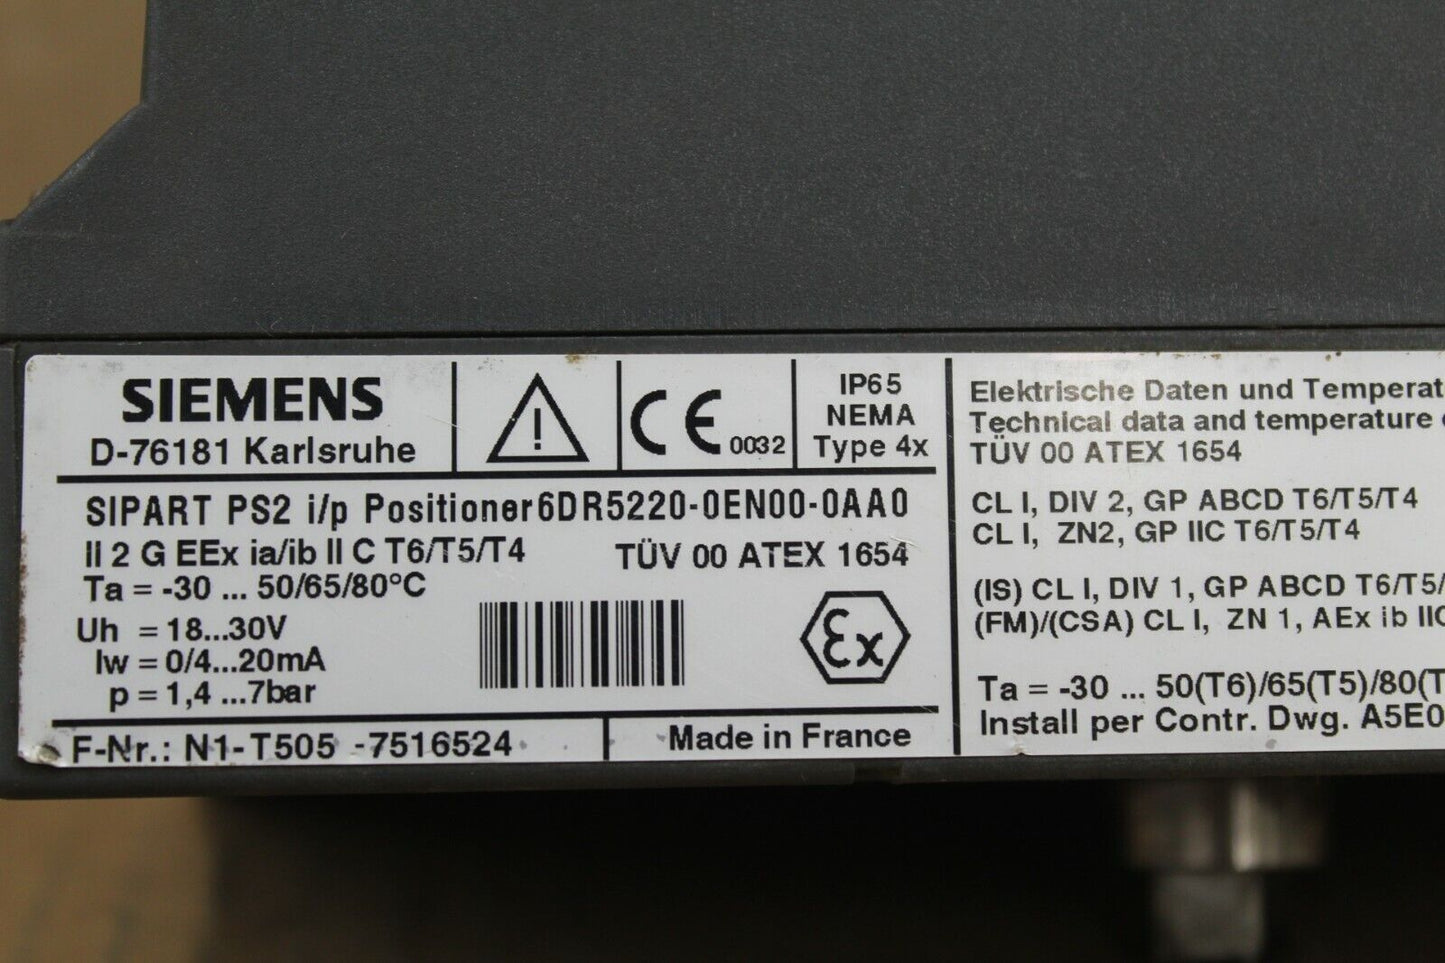 SIEMENS
D-76181 Karlsruhe
CE 0032
IP65
NEMA
Type 4x
SIPART PS2 i/p Positioner 6DR5220-0EN00-0AA0
II 2 G EEx ia/ib II C T6/T5/T4 TÜV 00 ATEX 1654
Ta = -30 ... 50/65/80°C
Uh = 18...30V
Iw = 0/4...20mA
p = 1,4 ...7bar
Ex
F-Nr.: N1-T505 -7516524
Made in France
Elektrische Daten und
Technical data and temperature
TÜV 00 ATEX 1654
CL I, DIV 2, GP ABCD T6/T5/T4
CL I, ZN2, GP IIC T6/T5/T4
(IS) CL I, DIV 1, GP ABCD T6/T5/
(FM)/(CSA) CL I, ZN 1, AEx ib
Ta = -30 ... 50(T6)/65(T5)/80(T
Install per Contr. Dwg. A5E0